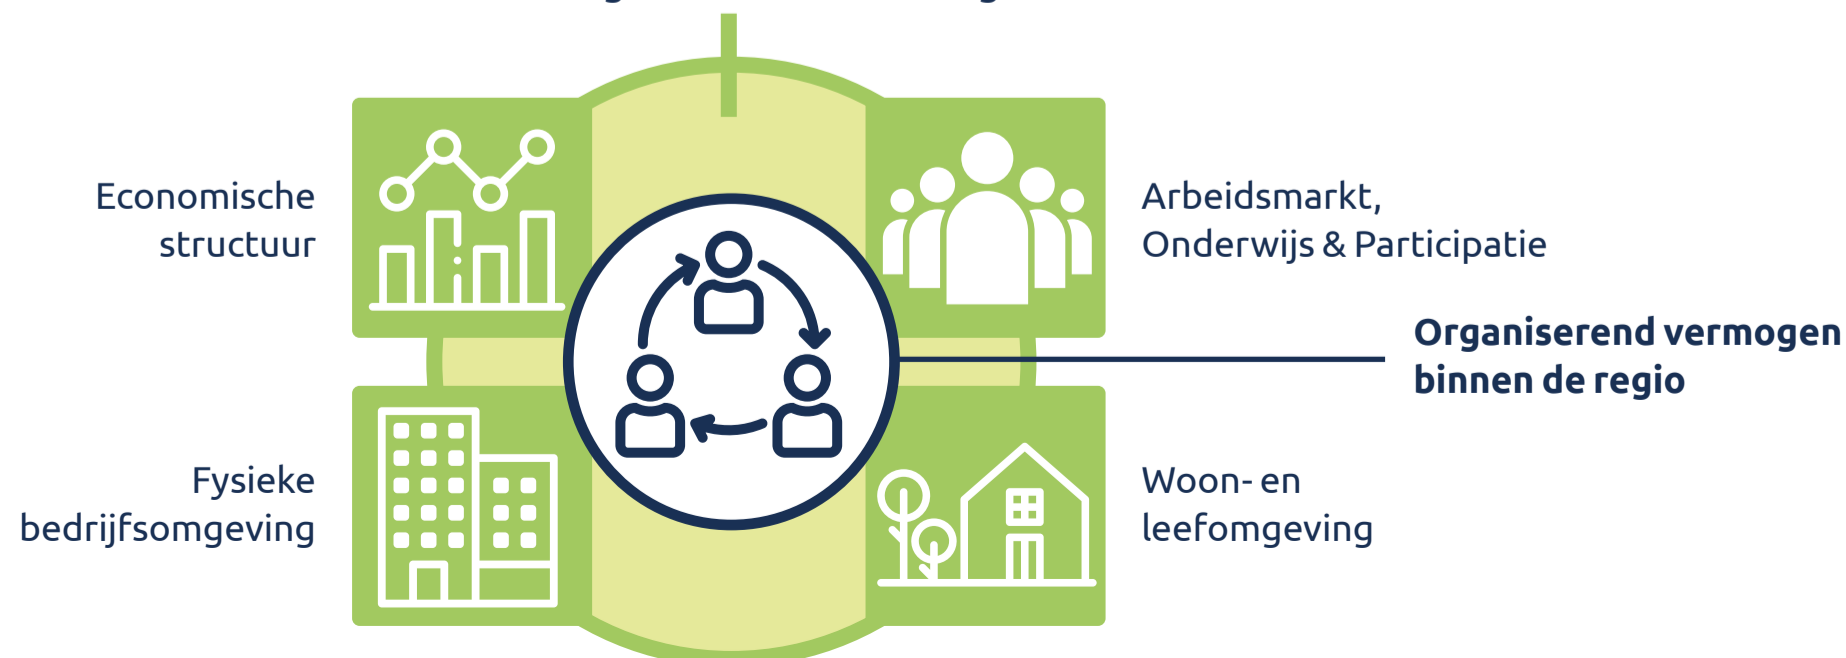 Economische
structuur
Arbeidsmarkt,
Onderwijs & Participatie
Organiserend vermogen
binnen de regio
Fysieke
bedrijfsomgeving
Woon- en
leefomgeving